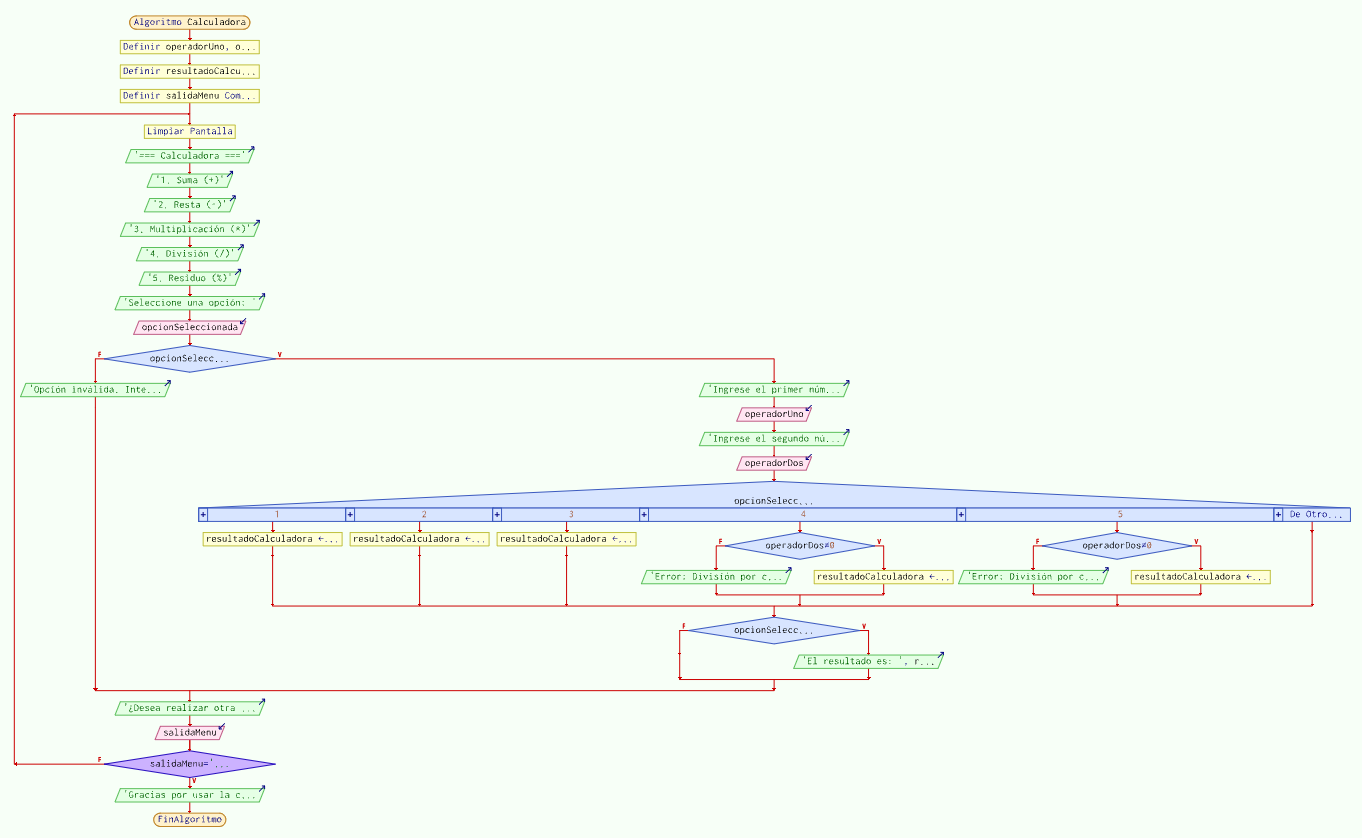 Algoritmo Calculadora
Definir operadorUno, o...
Definir resultadoCalcu...
Definir salidaMenu Com...
Limpiar Pantalla
'=== Calculadora ==='
'1. Suma (+)'
'2. Resta (-)'
'3. Multiplicación (*)'
'4. División (/)'
'5. Residuo (%)'
'Seleccione una opción: '
opcionSeleccionada
F
opcionSelecc...
V
'Opción inválida. Inte...
'Ingrese el primer núm...
operadorUno
'Ingrese el segundo nú...
operadorDos
opcionSelecc...
+ 1 + 2 + 3 + 4 + 5 + De Otro...
resultadoCalculadora ←...
resultadoCalculadora ←...
resultadoCalculadora ←...
F
operadorDos≠0
V
F
operadorDos≠0
V
'Error: División por c...
resultadoCalculadora ←...
'Error: División por c...
resultadoCalculadora ←...
F
opcionSelecc...
V
'El resultado es: ', r...
'¿Desea realizar otra ...
salidaMenu
F
salidaMenu='...
V
'Gracias por usar la c...
FinAlgoritmo